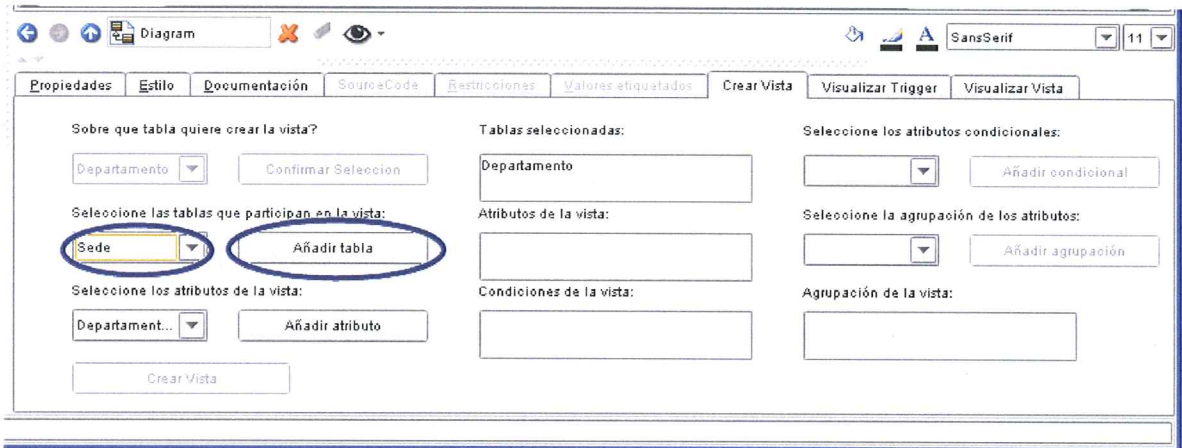 Diagram
SansSerif
11
Propiedades
Estilo
Documentación
SourceCode
Restricciones
Valores etiquetados
Crear Vista
Visualizar Trigger
Visualizar Vista
Sobre que tabla quiere crear la vista?
Tablas seleccionadas:
Seleccione los atributos condicionales:
Departamento
Confirmar Seleccion
Departamento
Añadir condicional
Seleccione las tablas que participan en la vista:
Atributos de la vista:
Seleccione la agrupación de los atributos:
Sede
Añadir tabla
Añadir agrupación
Seleccione los atributos de la vista:
Condiciones de la vista:
Agrupación de la vista:
Departament...
Añadir atributo
Crear Vista